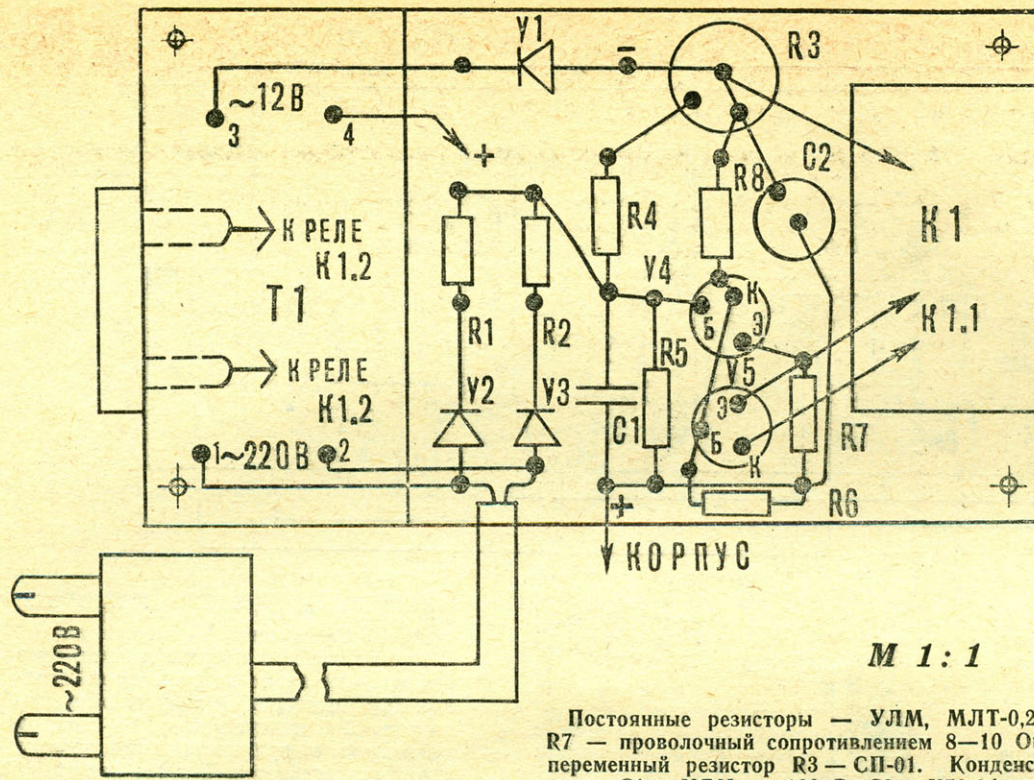 V1
−
R3
~12В
3
4
+
R8
C2
R4
К1
К РЕЛЕ
К1.2
V4
К
Б
Э
К1.1
T1
R1
R2
R5
V5
К РЕЛЕ
К1.2
V2
V3
C1
Э
Б
К
R7
1
~220В
2
R6
+
КОРПУС
~220В
М 1:1
Постоянные резисторы — УЛМ, МЛТ-0,2
R7 — проволочный сопротивлением 8—10 О
переменный резистор R3 — СП-01. Конденс